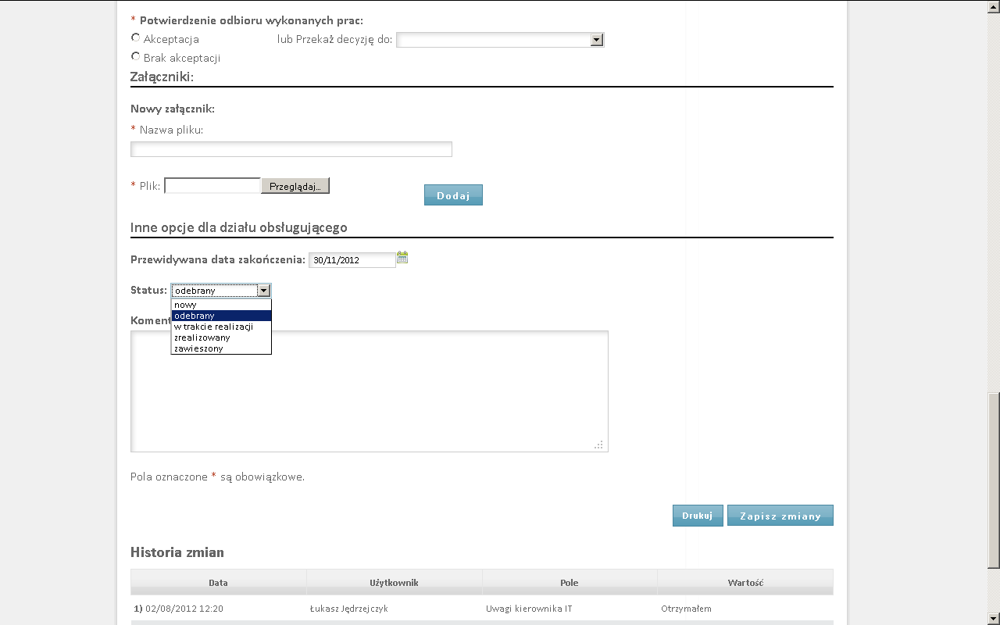 * Potwierdzenie odbioru wykonanych prac:
Akceptacja lub Przekaż decyzję do:
Brak akceptacji
Załączniki:
Nowy załącznik:
* Nazwa pliku:
* Plik: Przeglądaj...
Dodaj
Inne opcje dla działu obsługującego
Przewidywana data zakończenia: 30/11/2012
Status: odebrany
nowy
odebrany
w trakcie realizacji
zrealizowany
zawieszony
Koment
Pola oznaczone * są obowiązkowe.
Drukuj Zapisz zmiany
Historia zmian
Data Użytkownik Pole Wartość
1) 02/08/2012 12:20 Łukasz Jędrzejczyk Uwagi kierownika IT Otrzymałem